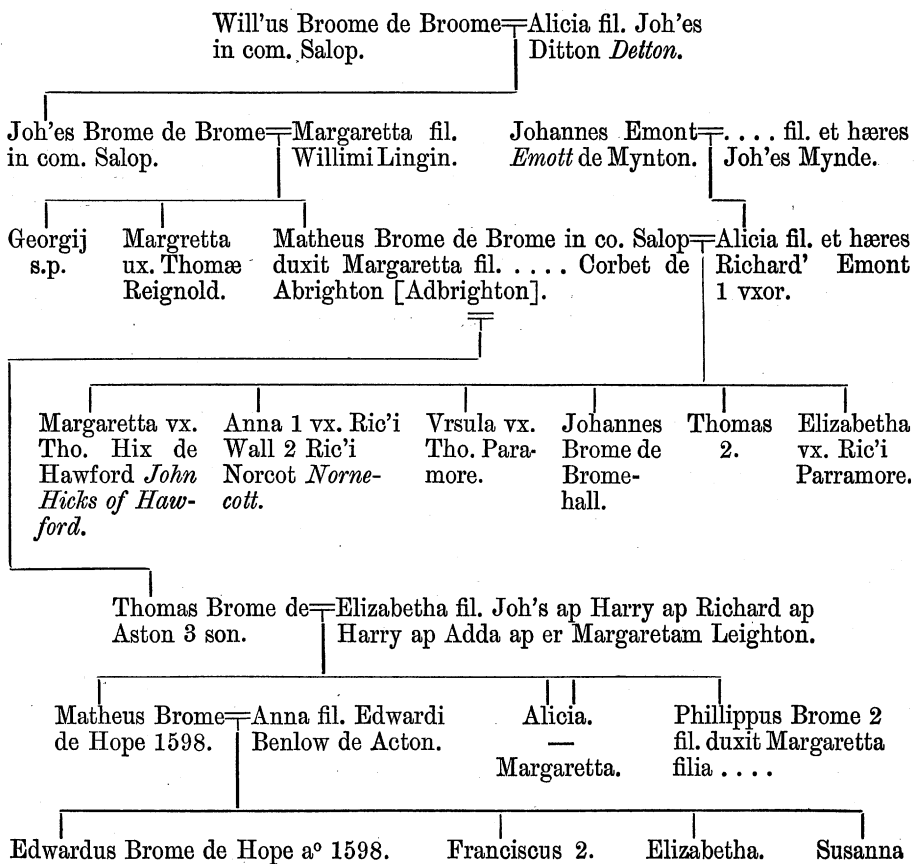 Will'us Broome de Broome Alicia fil. Joh'es
in com. Salop. Ditton Detton.
Joh'es Brome de Brome Margaretta fil.
in com. Salop. Willimi Lingin.
Johannes Emont . . . . fil. et hæres
Emott de Mynton. Joh'es Mynde.
Georgij
s.p.
Margretta
ux. Thomæ
Reignold.
Matheus Brome de Brome in co. Salop
duxit Margaretta fil. . . . . Corbet de
Abrighton [Adbrighton].
Alicia fil. et hæres
Richard' Emont
1 vxor.
Margaretta vx.
Tho. Hix de
Hawford John
Hicks of Haw-
ford.
Anna 1 vx. Ric'i
Wall 2 Ric'i
Norcot Norne-
cott.
Vrsula vx.
Tho. Para-
more.
Johannes
Brome de
Brome-
hall.
Thomas
2.
Elizabetha
vx. Ric'i
Parramore.
Thomas Brome de
Aston 3 son.
Elizabetha fil. Joh's ap Harry ap Richard ap
Harry ap Adda ap er Margaretam Leighton.
Matheus Brome
de Hope 1598.
Anna fil. Edwardi
Benlow de Acton.
Alicia.
—
Margaretta.
Phillippus Brome 2
fil. duxit Margaretta
filia . . . .
Edwardus Brome de Hope aº 1598. Franciscus 2. Elizabetha. Susanna